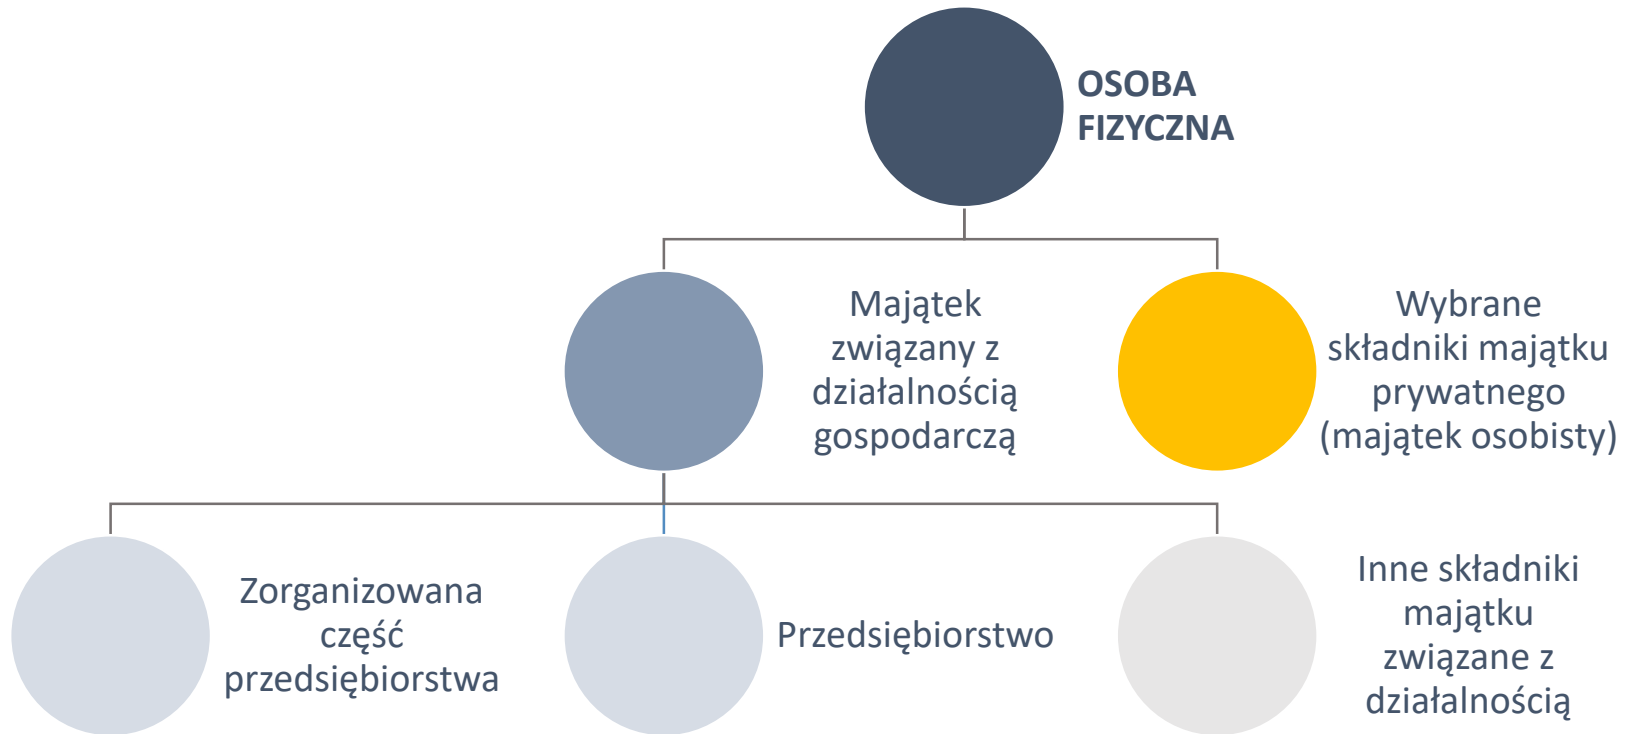 OSOBA
FIZYCZNA
Majątek
związany z
działalnością
gospodarczą
Wybrane
składniki majątku
prywatnego
(majątek osobisty)
Zorganizowana
część
przedsiębiorstwa
Przedsiębiorstwo
Inne składniki
majątku
związane z
działalnością